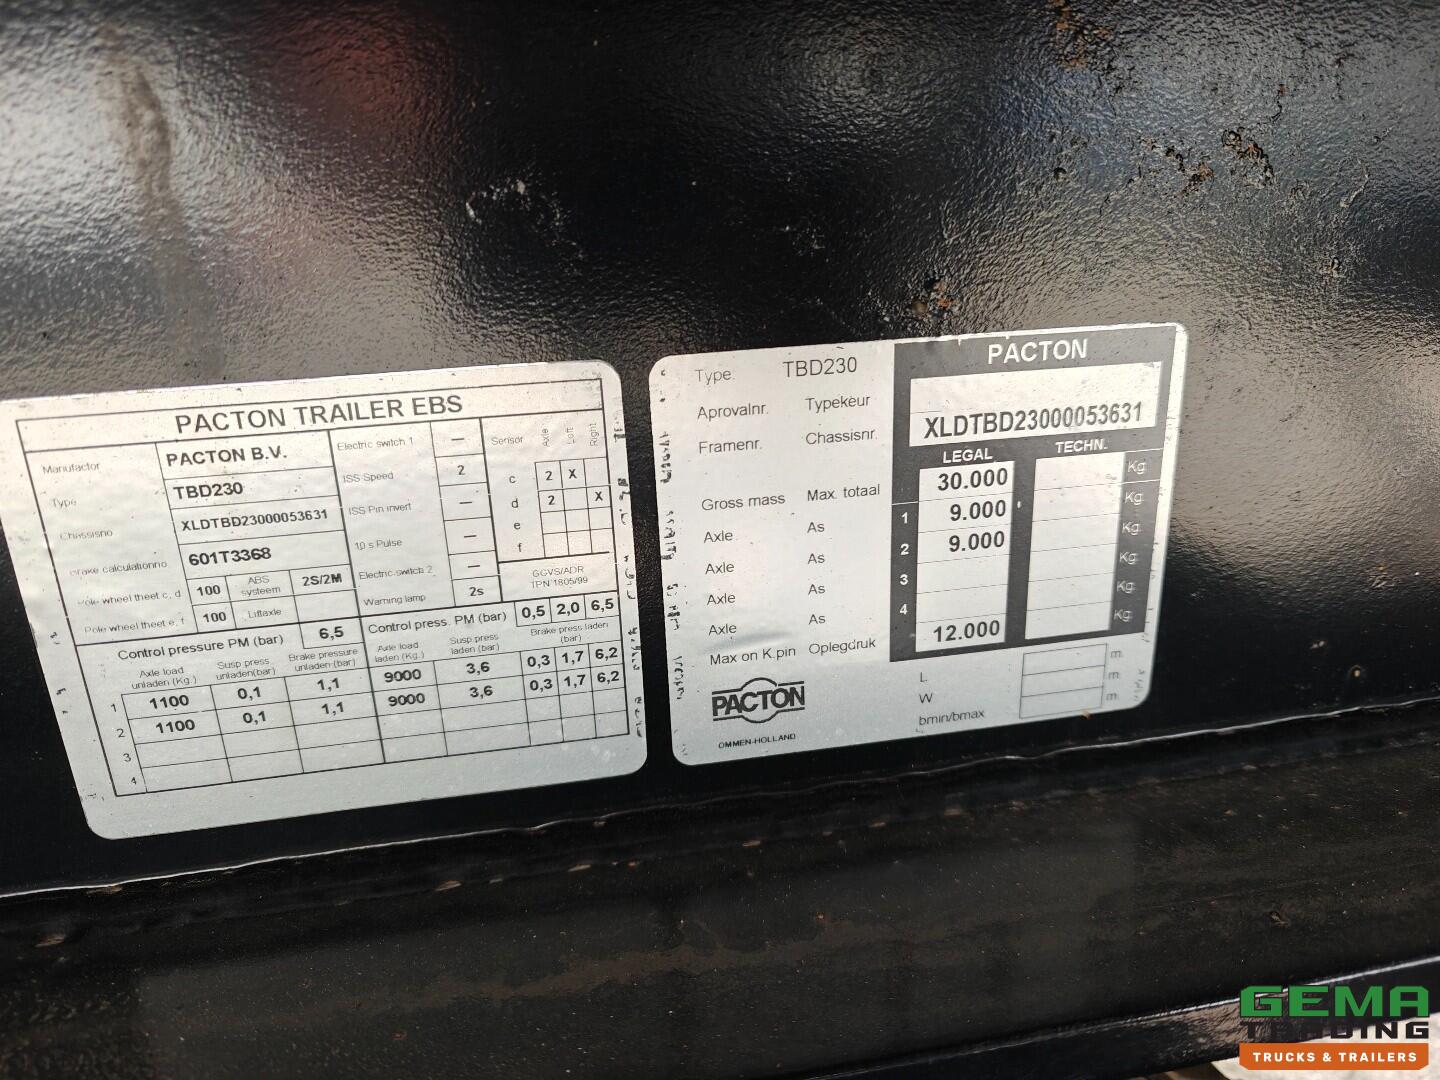 PACTON TRAILER EBS
Manufactor PACTON B.V.
Type TBD230
Chassisno XLDTBD23000053631
Brake calculationno 601T3368
Pole wheel theet c, d 100 ABS systeem 2S/2M
Pole wheel theet e, f 100 Liftaxle
Electric switch 1 —
ISS Speed 2
ISS Pin invert —
10 s Pulse —
Electric switch 2 —
Warning lamp 2s
Sensor Axle Left Right
c 2 X
d 2 X
e
f
GGVS/ADR
TPN 1805/99
Control pressure PM (bar) 6,5
Control press. PM (bar) 0,5 2,0 6,5
Axle load unladen (Kg.) Susp press unladen(bar) Brake pressure unladen (bar) Axle load laden (Kg.) Susp press laden (bar) Brake press laden (bar)
1 1100 0,1 1,1 9000 3,6 0,3 1,7 6,2
2 1100 0,1 1,1 9000 3,6 0,3 1,7 6,2
3
4
Type. TBD230
PACTON
Aprovalnr. Typekeur
Framenr. Chassisnr. XLDTBD23000053631
LEGAL TECHN.
Gross mass Max. totaal 30.000 Kg
Axle As 1 9.000 Kg
Axle As 2 9.000 Kg
Axle As 3 Kg
Axle As 4 Kg
Max on K.pin Oplegdruk 12.000 Kg
L m.
W m.
bmin/bmax m.
PACTON
OMMEN-HOLLAND
GEMA
TRADING
TRUCKS & TRAILERS